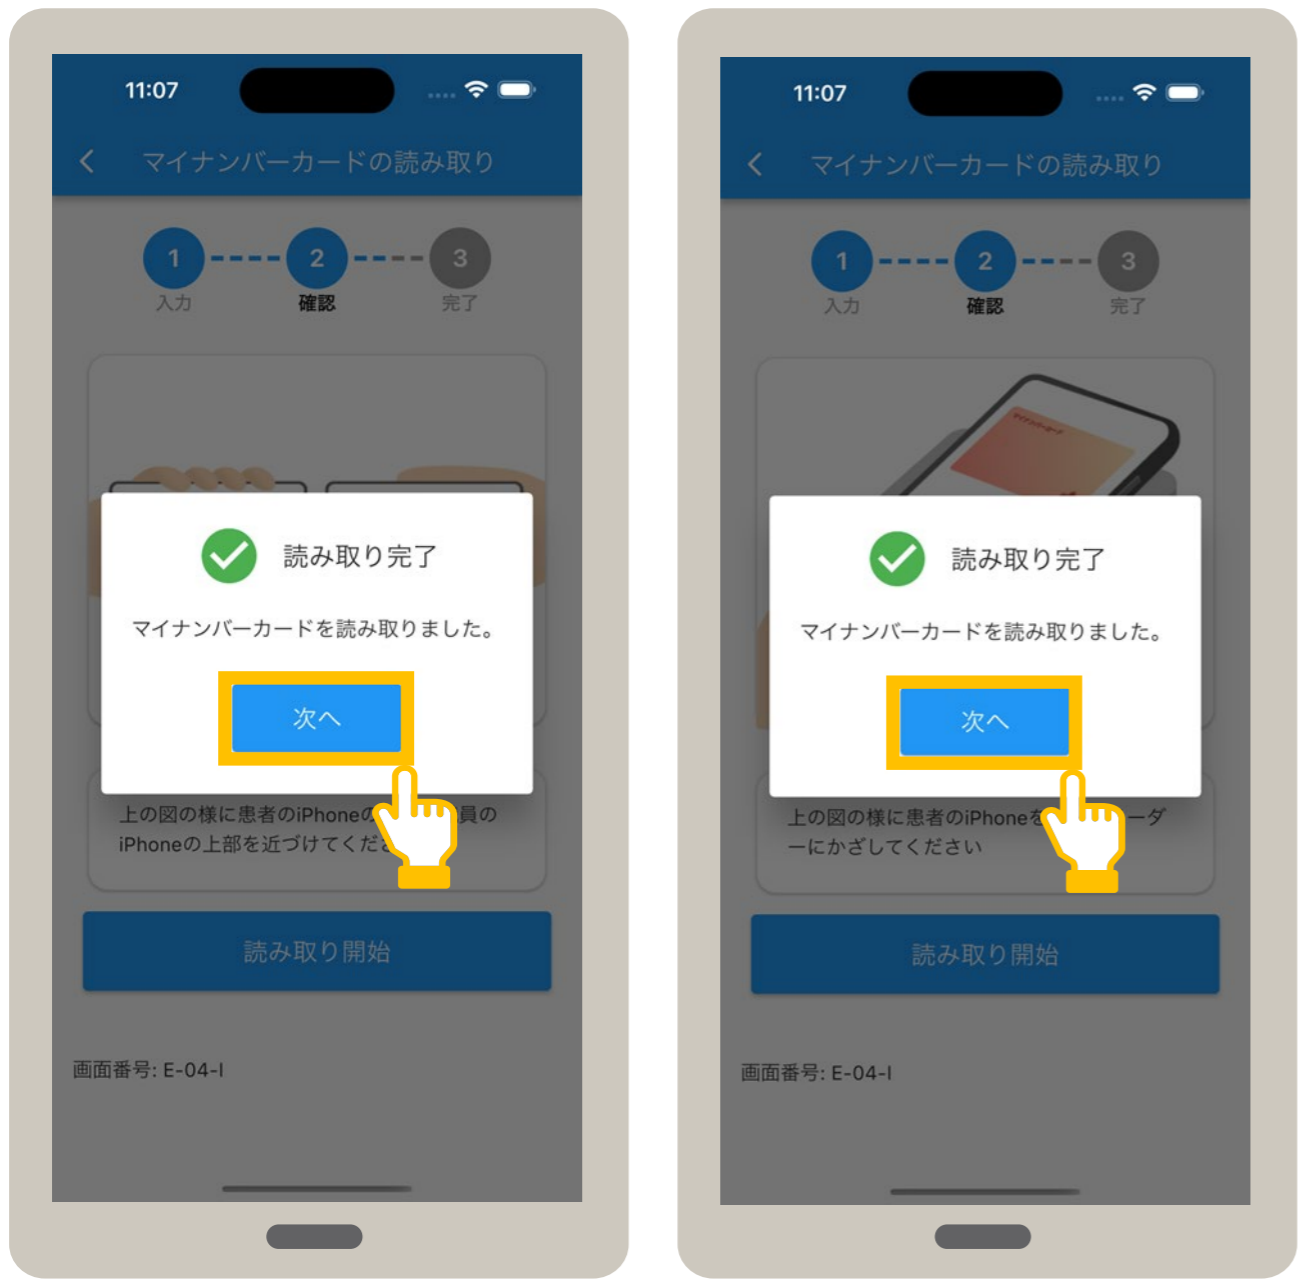 11:07
マイナンバーカードの読み取り
1
2
3
入力
確認
完了
読み取り完了
マイナンバーカードを読み取りました。
次へ
上の図の様に患者のiPhoneの
員の
iPhoneの上部を近づけてくだ
読み取り開始
画面番号: E-04-I
11:07
マイナンバーカードの読み取り
1
2
3
入力
確認
完了
マイナンバーカード
読み取り完了
マイナンバーカードを読み取りました。
次へ
上の図の様に患者のiPhoneを
ーダ
ーにかざしてください
読み取り開始
画面番号: E-04-I